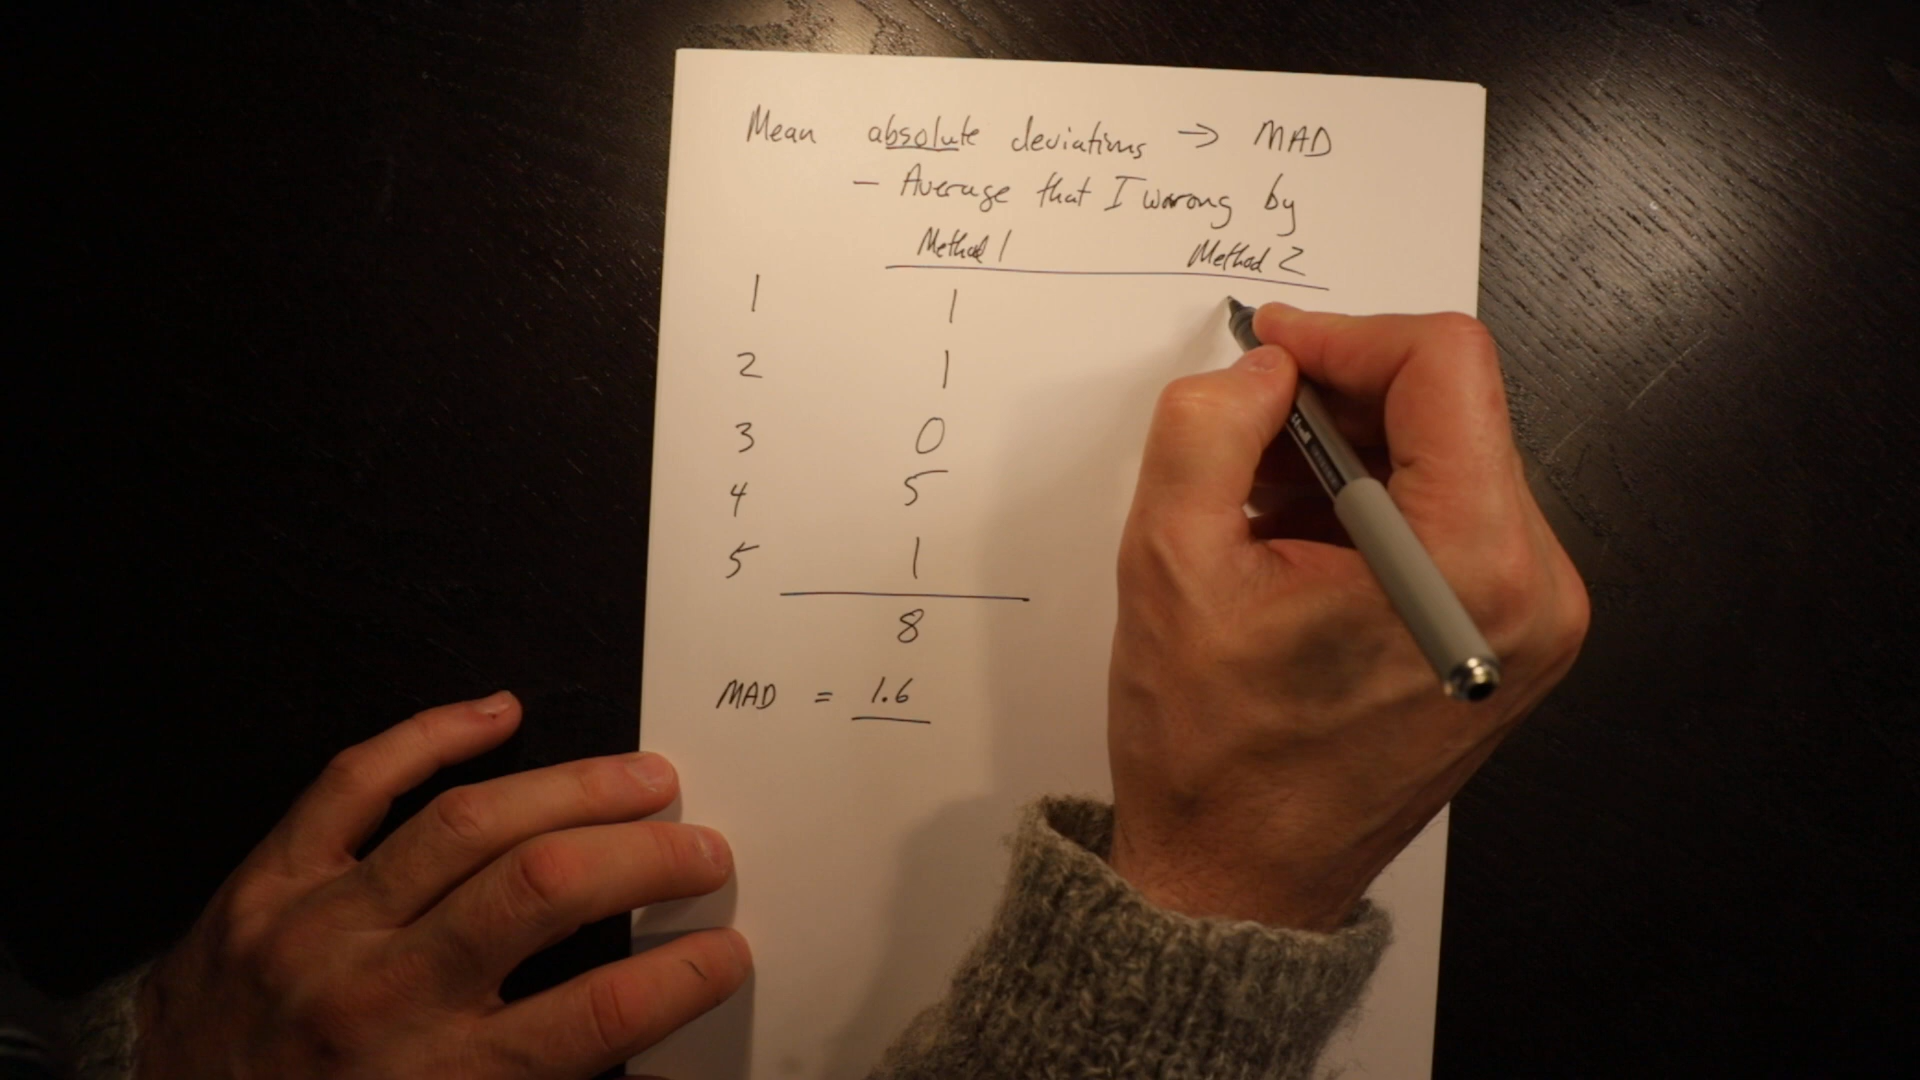 Mean absolute deviations → MAD
- Average that I wrong by
Method 1 Method 2
1 1
2 1
3 0
4 5
5 1
8
MAD = 1.6